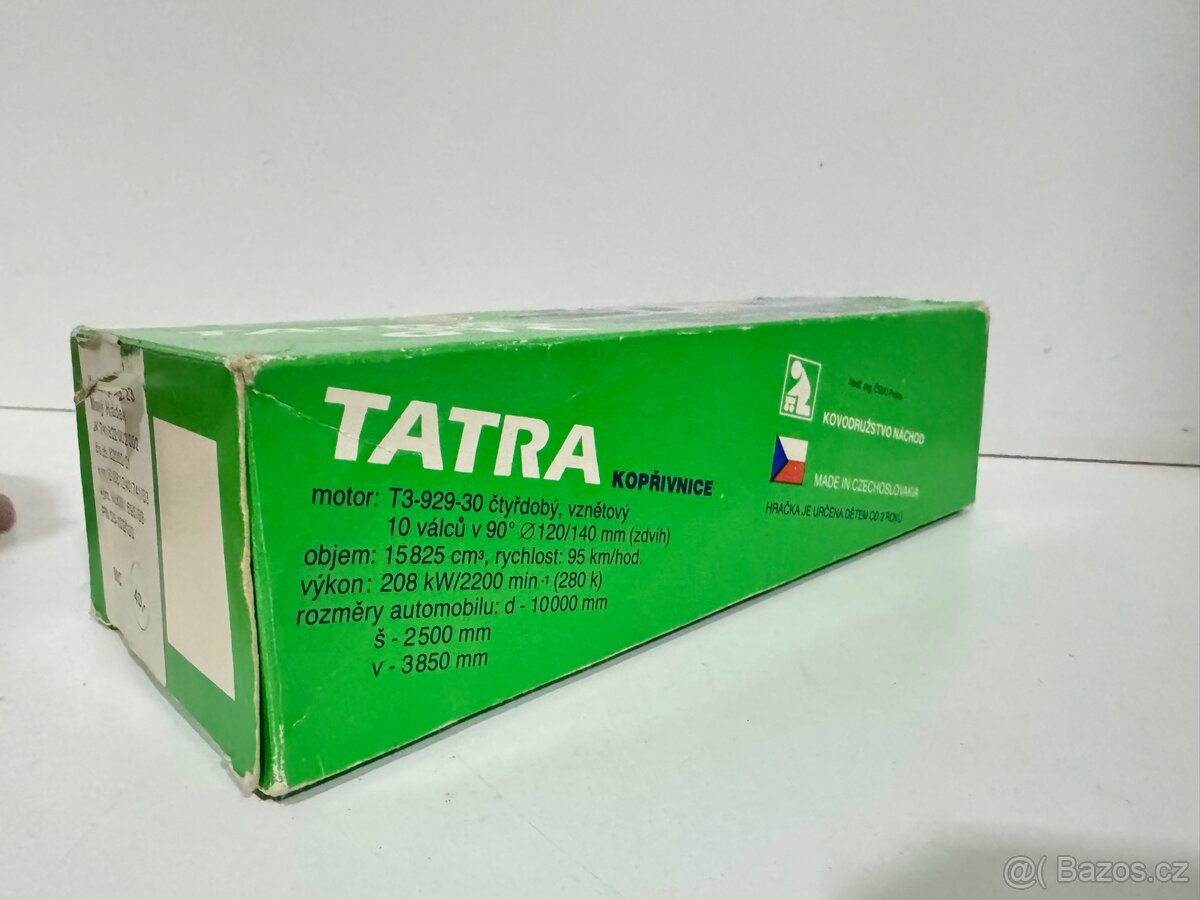 TATRA KOPŘIVNICE
motor: T3-929-30 čtyřdobý, vznětový
10 válců v 90° ∅120/140 mm (zdvih)
objem: 15825 cm³, rychlost: 95 km/hod.
výkon: 208 kW/2200 min⁻¹ (280 k)
rozměry automobilu: d - 10000 mm
š - 2500 mm
v - 3850 mm
KOVODRUŽSTVO NÁCHOD
MADE IN CZECHOSLOVAKIA
HRAČKA JE URČENA DĚTEM OD 3 ROKŮ
MC
40,-
@( Bazos.cz